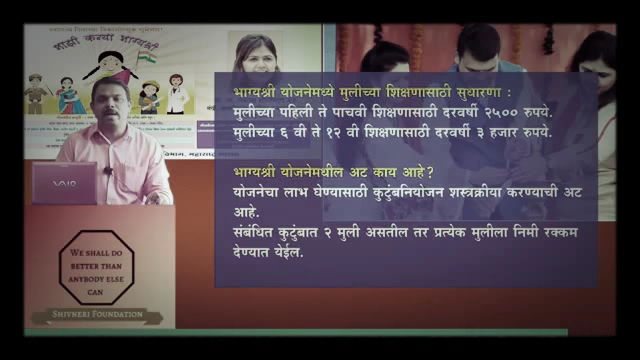 माझी कन्या भाग्यश्री
भाग्यश्री योजनेमध्ये मुलीच्या शिक्षणासाठी सुधारणा :
मुलीच्या पहिली ते पाचवी शिक्षणासाठी दरवर्षी २५०० रुपये.
मुलीच्या ६ वी ते १२ वी शिक्षणासाठी दरवर्षी ३ हजार रुपये.
भाग्यश्री योजनेमधील अट काय आहे?
योजनेचा लाभ घेण्यासाठी कुटुंबनियोजन शस्त्रक्रीया करण्याची अट
आहे.
संबंधित कुटुंबात २ मुली असतील तर प्रत्येक मुलीला निमी रक्कम
देण्यात येईल.
VAIO
WE SHALL DO
BETTER THAN
ANYBODY ELSE
CAN
SHIVNERI FOUNDATION